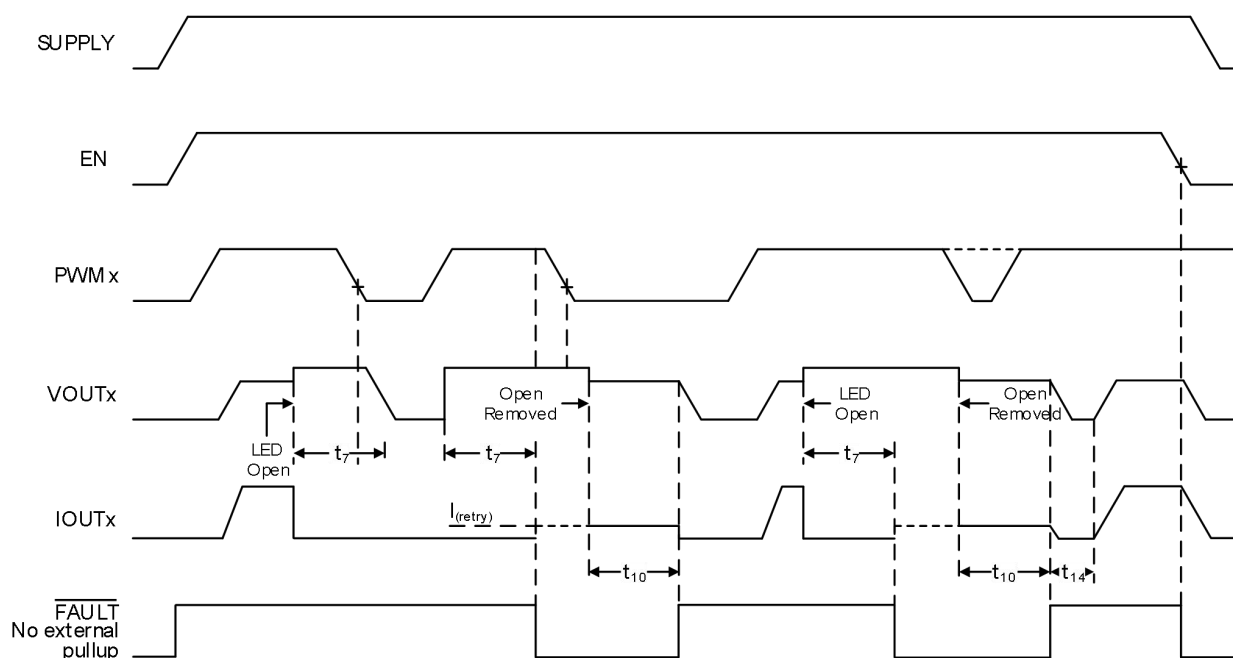 SUPPLY
EN
PWMx
VOUTx
LED
Open
t7
t7
Open
Removed
LED
Open
t7
Open
Removed
IOUTx
I(retry)
t10
t10
t14
FAULT
No external
pullup